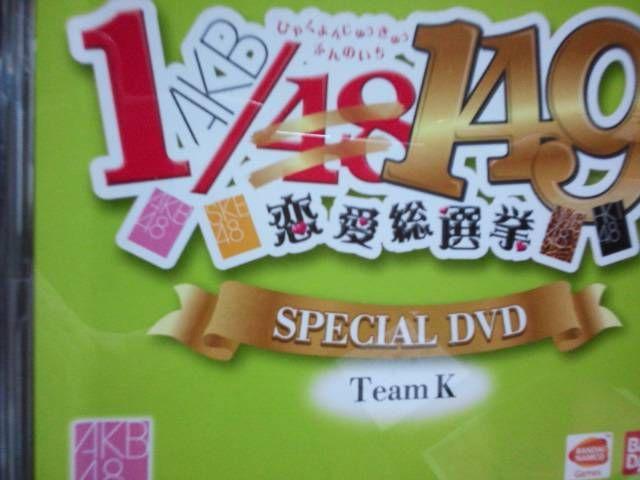 ひゃくよんじゅうきゅう
ぶんのいち
AKB 1/48 149
AKB48 SKE48 恋愛総選挙
SPECIAL DVD
Team K
AKB48
BANDAI NAMCO Games